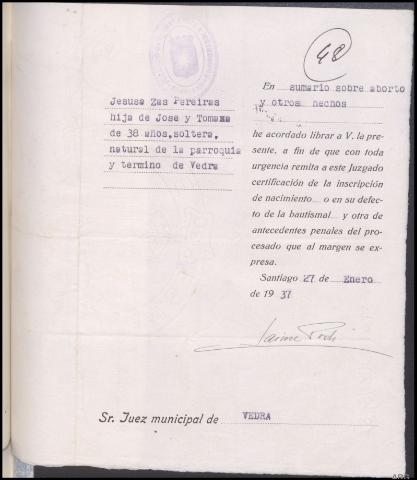 48
En sumario sobre aborto
y otros hechos
Jesusa Zas Pereiras
hija de Jose y Tomasa
de 38 años, soltera,
natural de la parroquia
y termino de Vedra
he acordado librar a V. la pre-
sente, a fin de que con toda
urgencia remita a este Juzgado
certificación de la inscripción
de nacimiento o en su defec-
to de la bautismal y otra de
antecedentes penales del pro-
cesado que al margen se ex-
presa.
Santiago 27 de Enero
de 1937
Sr. Juez municipal de VEDRA